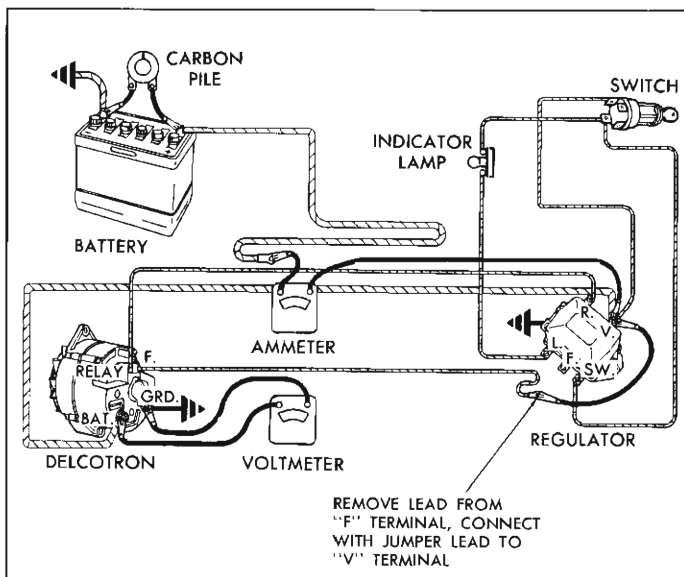 CARBON
PILE
SWITCH
INDICATOR
LAMP
BATTERY
R.
V.
L.
F.
SW.
AMMETER
F.
RELAY
GRD.
BAT.
REGULATOR
DELCOTRON
VOLTMETER
REMOVE LEAD FROM
"F" TERMINAL, CONNECT
WITH JUMPER LEAD TO
"V" TERMINAL